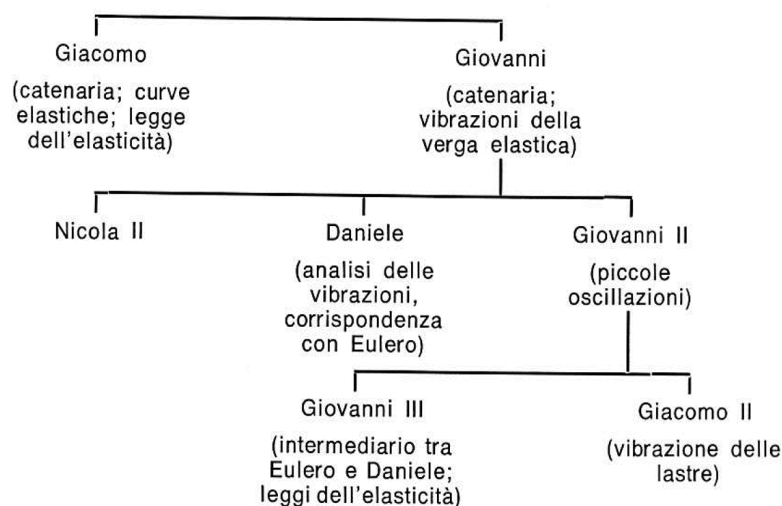 Giacomo
(catenaria; curve
elastiche; legge
dell'elasticità)
Giovanni
(catenaria;
vibrazioni della
verga elastica)
Nicola II
Daniele
(analisi delle
vibrazioni,
corrispondenza
con Eulero)
Giovanni II
(piccole
oscillazioni)
Giovanni III
(intermediario tra
Eulero e Daniele;
leggi dell'elasticità)
Giacomo II
(vibrazione delle
lastre)